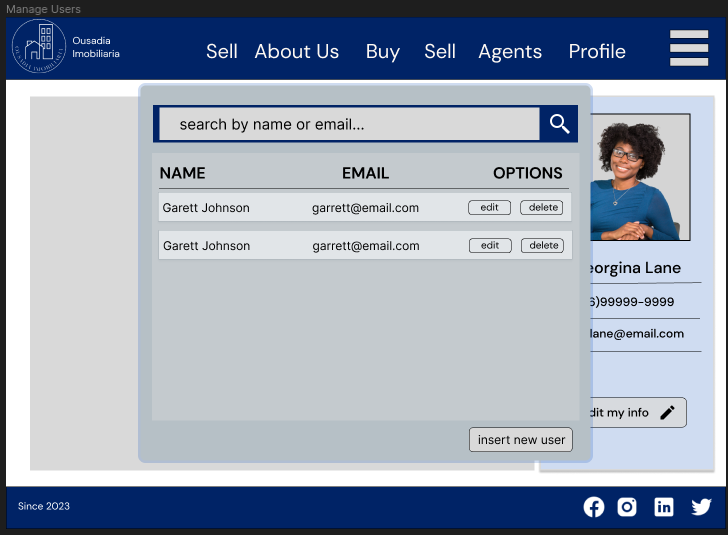 Manage Users
Ousadia
Imobiliaria
Sell About Us Buy Sell Agents Profile
search by name or email...
NAME EMAIL OPTIONS
Garett Johnson garrett@email.com edit delete
Garett Johnson garrett@email.com edit delete
insert new user
eorgina Lane
6)99999-9999
lane@email.com
dit my info
Since 2023